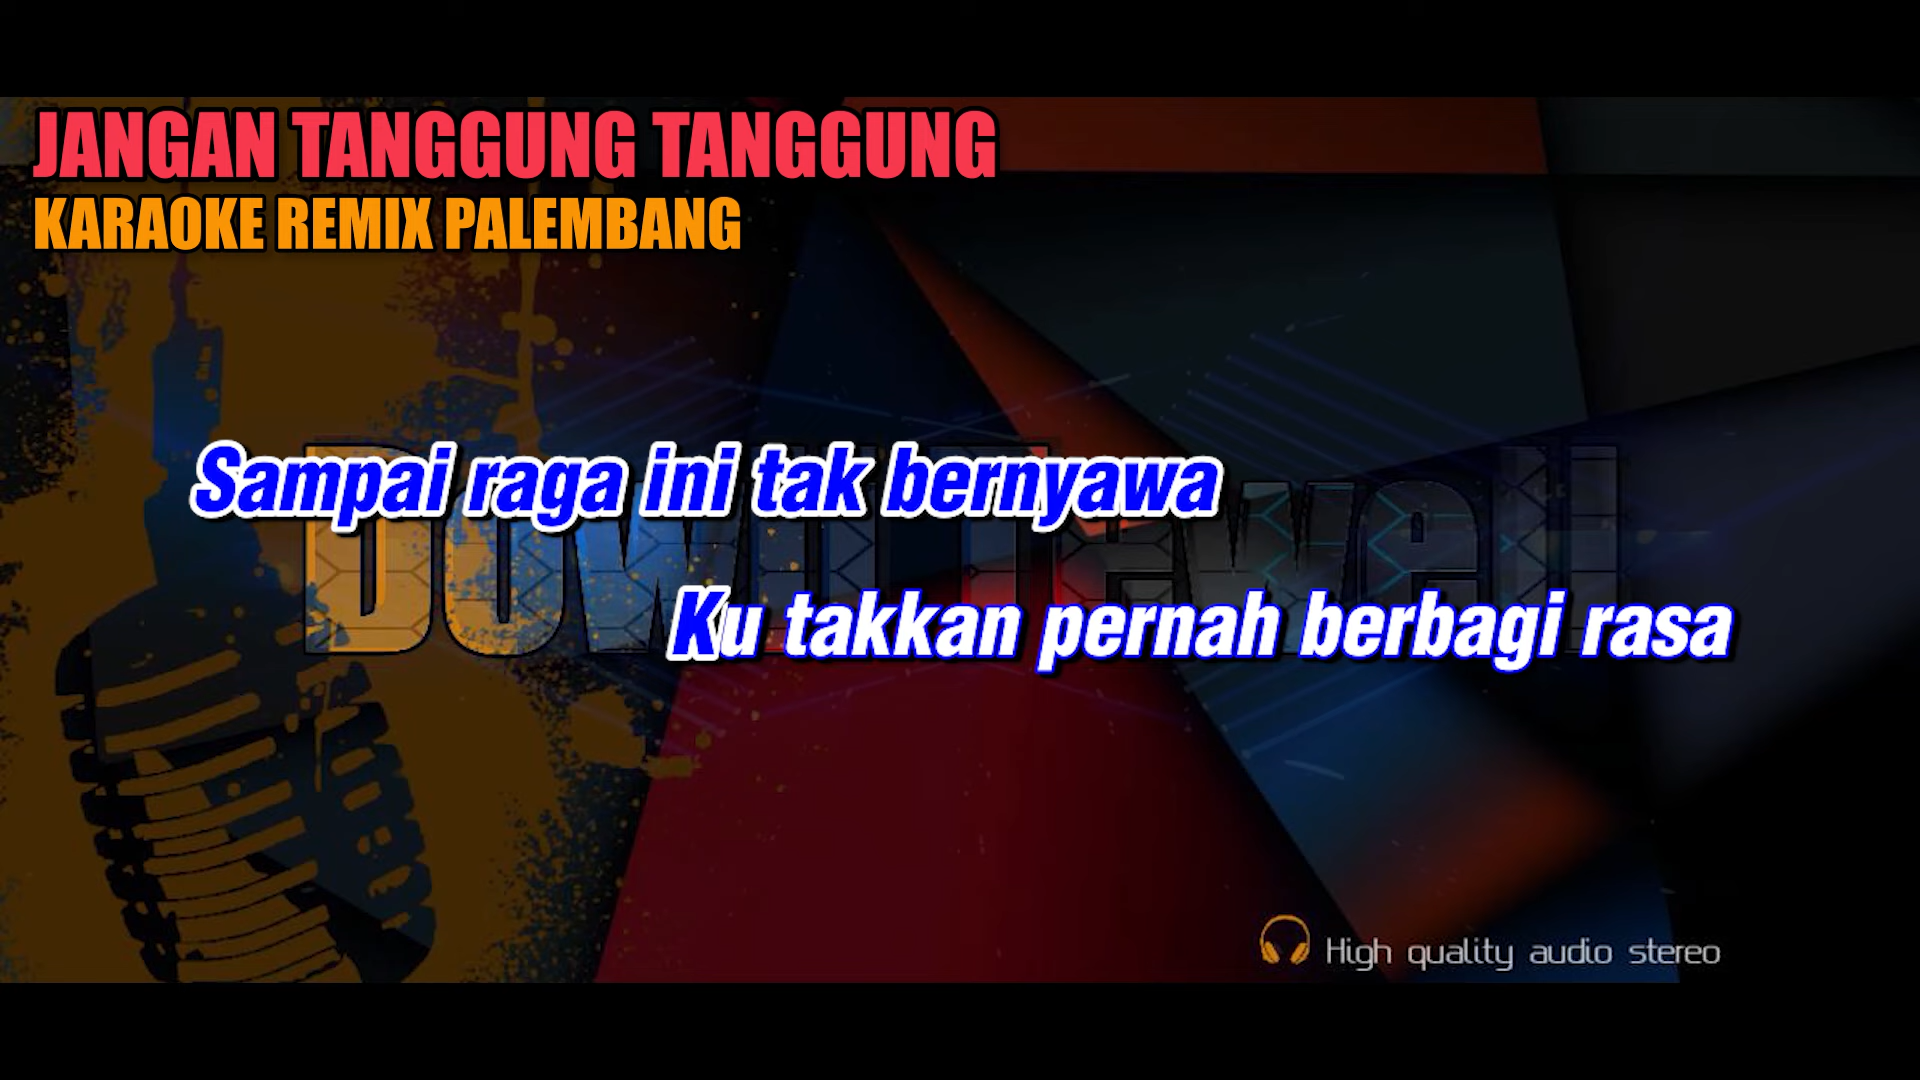 JANGAN TANGGUNG TANGGUNG
KARAOKE REMIX PALEMBANG
Sampai raga ini tak bernyawa
Ku takkan pernah berbagi rasa
High quality audio stereo